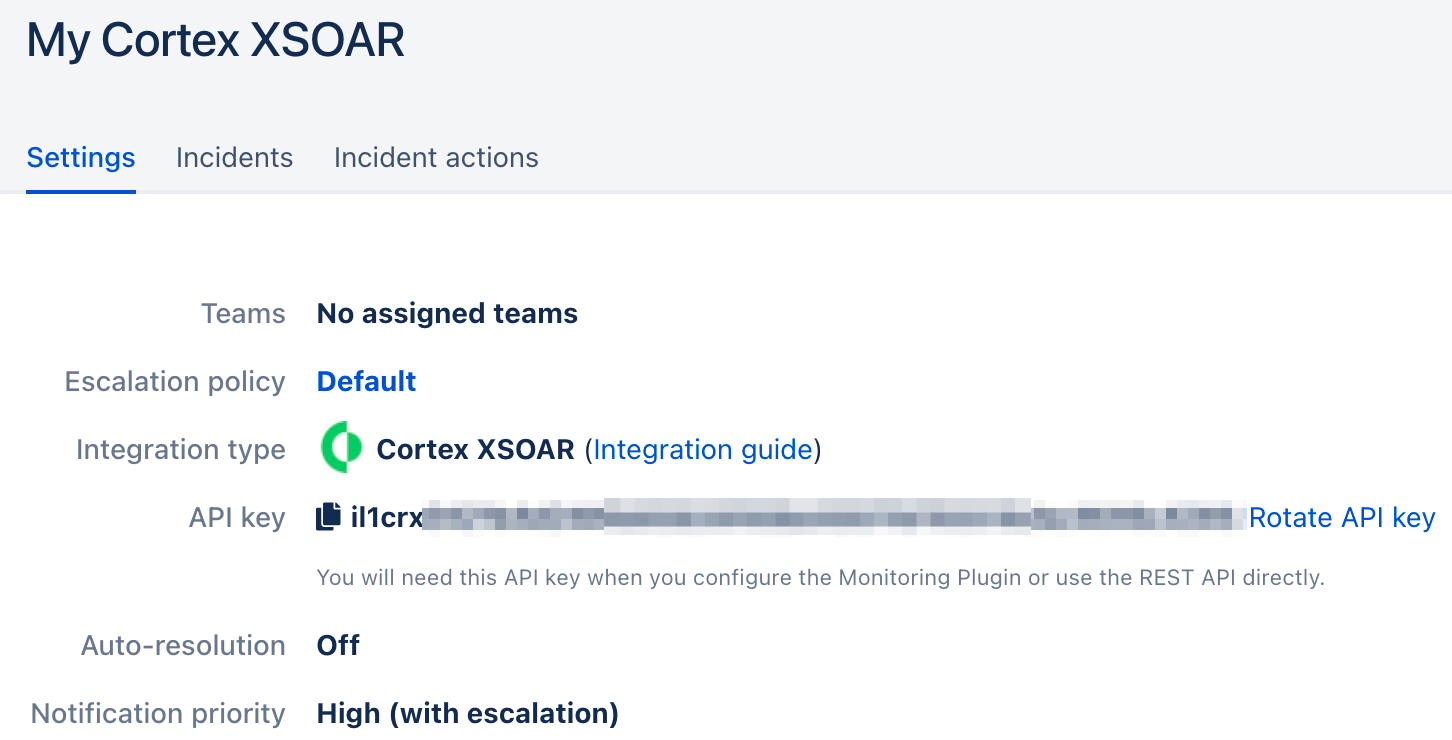 My Cortex XSOAR
Settings Incidents Incident actions
Teams No assigned teams
Escalation policy Default
Integration type Cortex XSOAR (Integration guide)
API key il1crx Rotate API key
You will need this API key when you configure the Monitoring Plugin or use the REST API directly.
Auto-resolution Off
Notification priority High (with escalation)